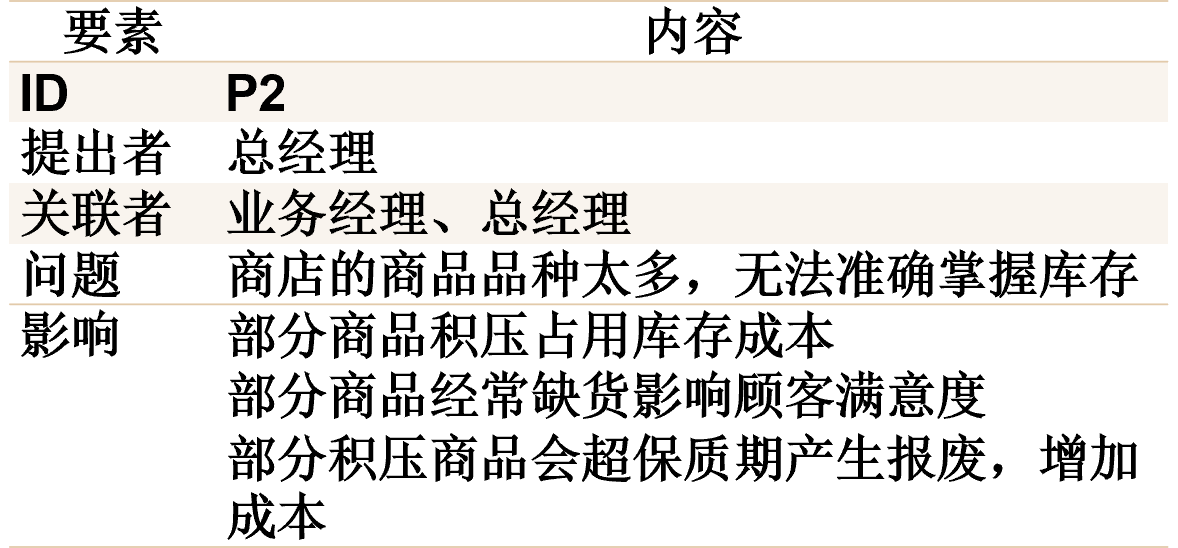 要素 内容
ID P2
提出者 总经理
关联者 业务经理、总经理
问题 商店的商品品种太多，无法准确掌握库存
影响 部分商品积压占用库存成本
部分商品经常缺货影响顾客满意度
部分积压商品会超保质期产生报废，增加
成本